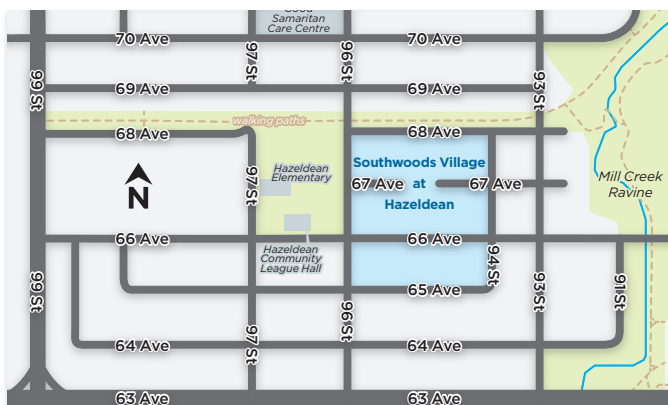 Good
Samaritan
Care Centre
70 Ave
70 Ave
97 St
96 St
99 St
93 St
69 Ave
69 Ave
walking paths
68 Ave
68 Ave
Southwoods Village
at
Hazeldean
Hazeldean
Elementary
97 St
67 Ave
67 Ave
Mill Creek
Ravine
N
66 Ave
66 Ave
Hazeldean
Community
League Hall
94 St
99 St
96 St
93 St
91 St
65 Ave
97 St
64 Ave
64 Ave
63 Ave
63 Ave